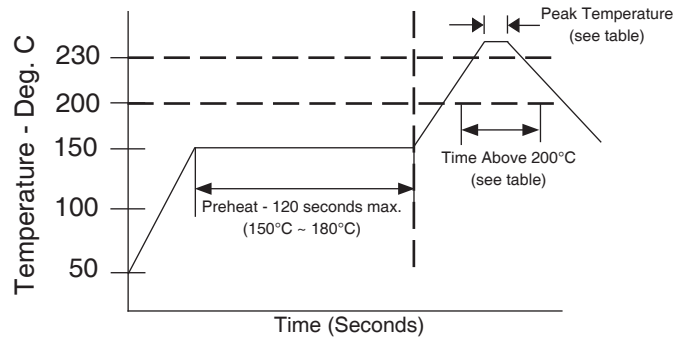 Peak Temperature
(see table)
Temperature - Deg. C
230
200
150
100
50
Time Above 200°C
(see table)
Preheat - 120 seconds max.
(150°C ~ 180°C)
Time (Seconds)